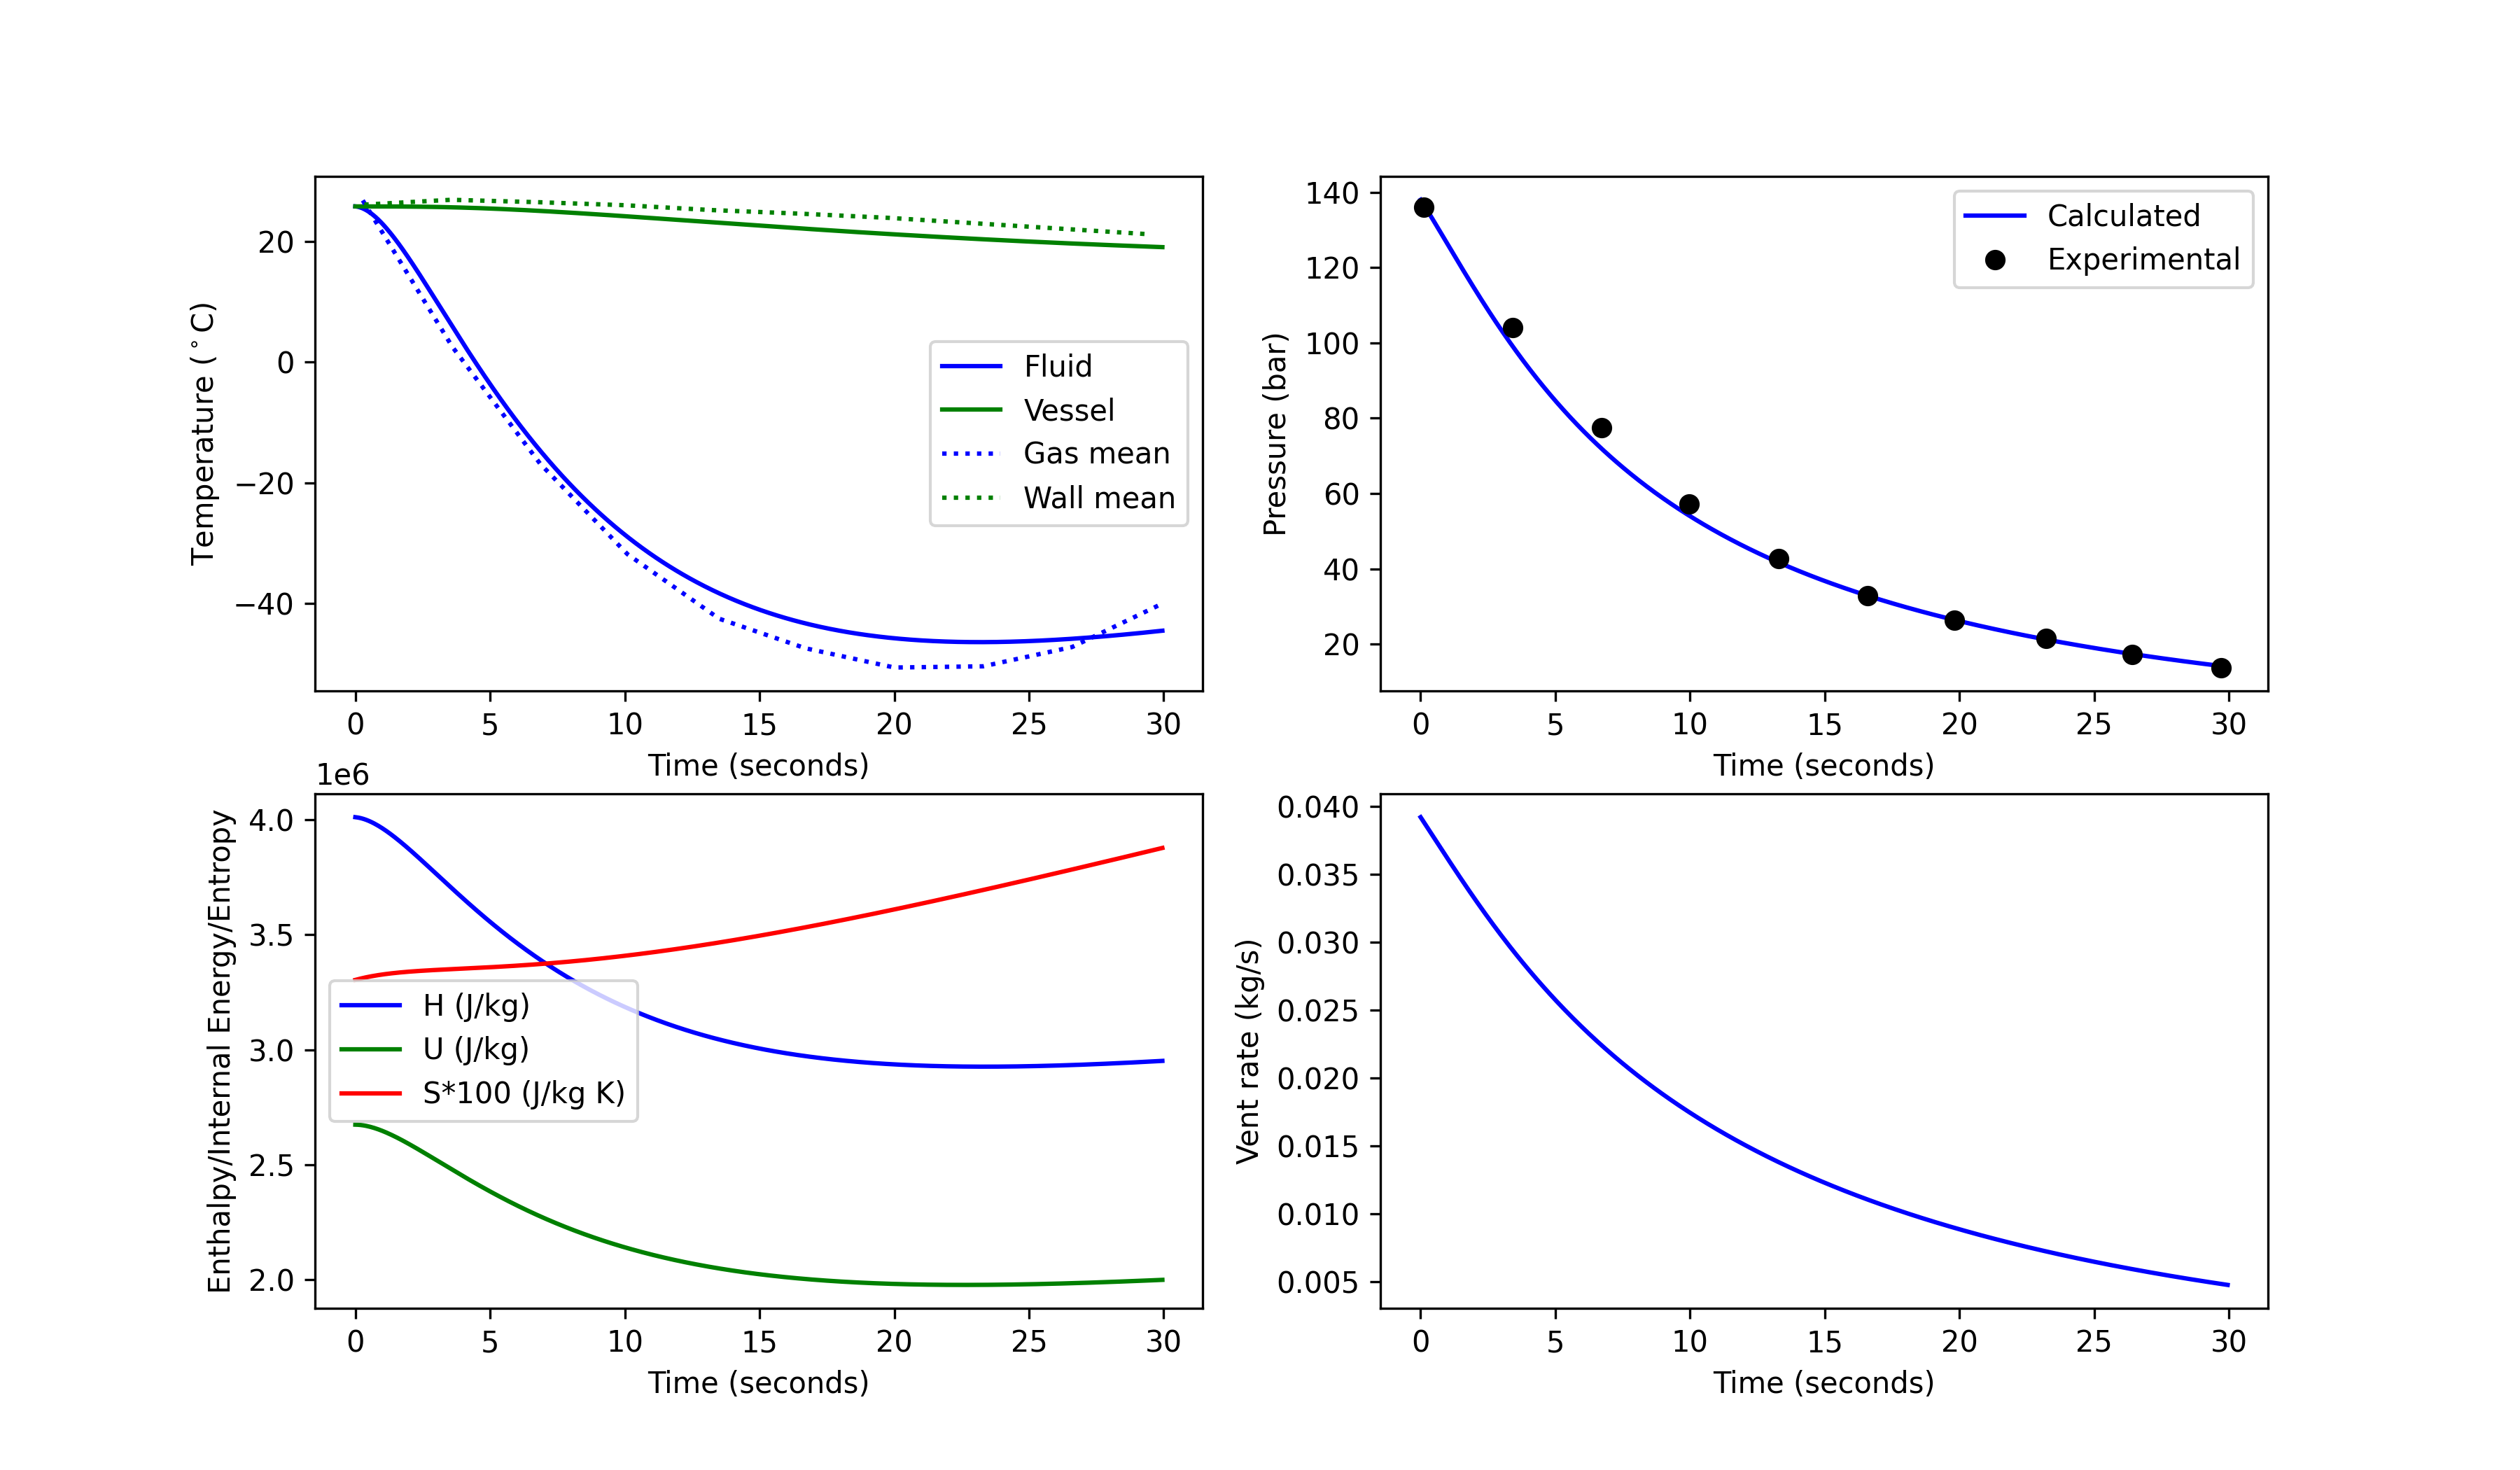 20
0
−20
−40
Temperature (°C)
Fluid
Vessel
Gas mean
Wall mean
0 5 10 15 20 25 30
Time (seconds)
140
120
100
80
60
40
20
Pressure (bar)
Calculated
Experimental
0 5 10 15 20 25 30
Time (seconds)
1e6
4.0
3.5
3.0
2.5
2.0
Enthalpy/Internal Energy/Entropy
H (J/kg)
U (J/kg)
S*100 (J/kg K)
0 5 10 15 20 25 30
Time (seconds)
0.040
0.035
0.030
0.025
0.020
0.015
0.010
0.005
Vent rate (kg/s)
0 5 10 15 20 25 30
Time (seconds)